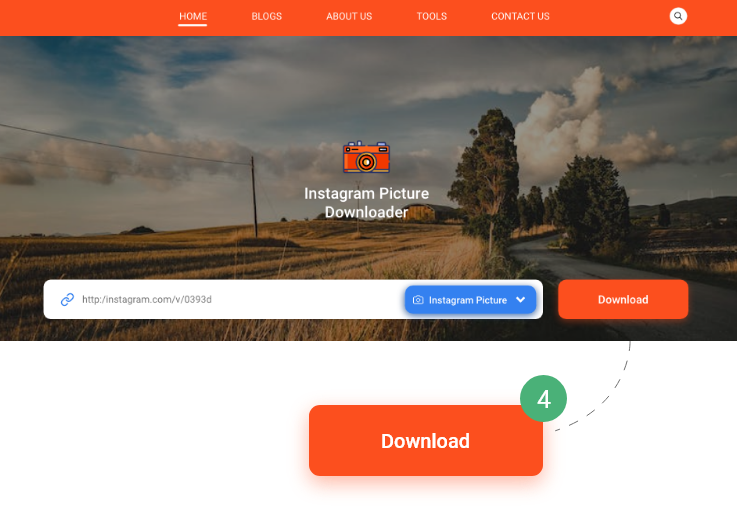 HOME
BLOGS
ABOUT US
TOOLS
CONTACT US
Instagram Picture
Downloader
http:/instagram.com/v/0393d
Instagram Picture
Download
4
Download